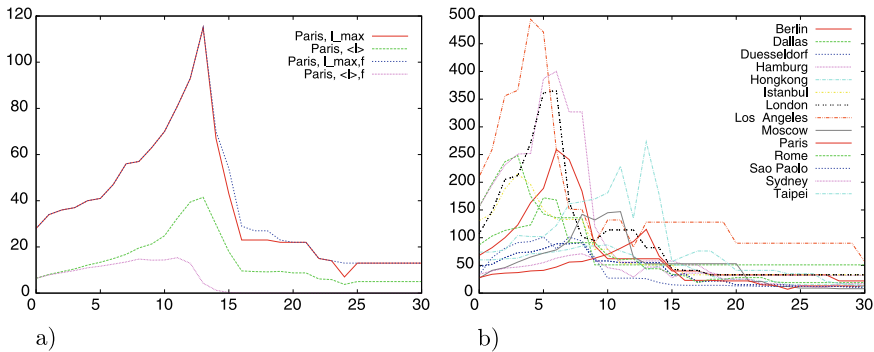 120
100
80
60
40
20
0
0 5 10 15 20 25 30
Paris, l_max
Paris, <l>
Paris, l_max,f
Paris, <l>,f
a)
500
450
400
350
300
250
200
150
100
50
0
0 5 10 15 20 25 30
Berlin
Dallas
Duesseldorf
Hamburg
Hongkong
Istanbul
London
Los Angeles
Moscow
Paris
Rome
Sao Paolo
Sydney
Taipei
b)